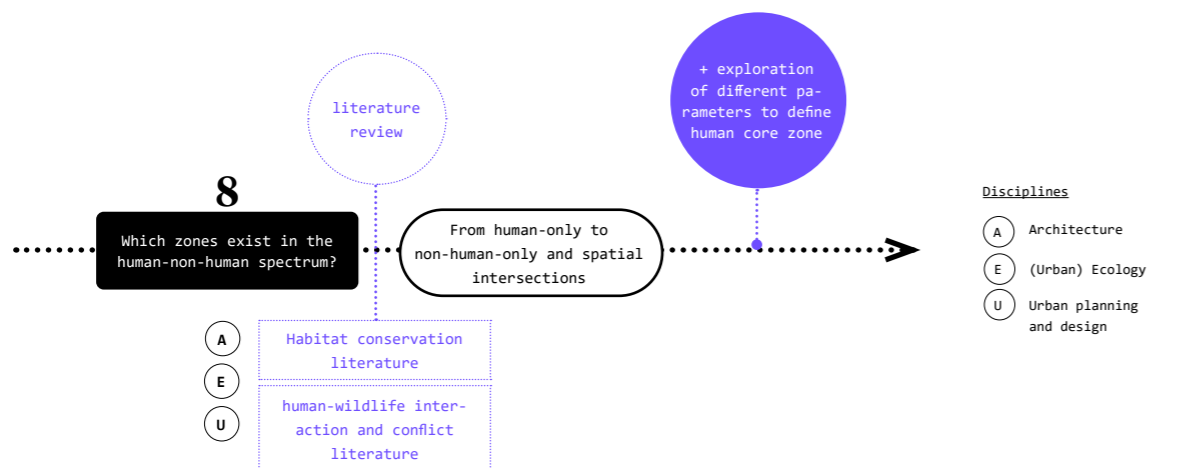 literature
review
+ exploration
of different pa-
rameters to define
human core zone
8
Which zones exist in the
human-non-human spectrum?
From human-only to
non-human-only and spatial
intersections
A
E
U
Habitat conservation
literature
human-wildlife inter-
action and conflict
literature
Disciplines
A Architecture
E (Urban) Ecology
U Urban planning
and design